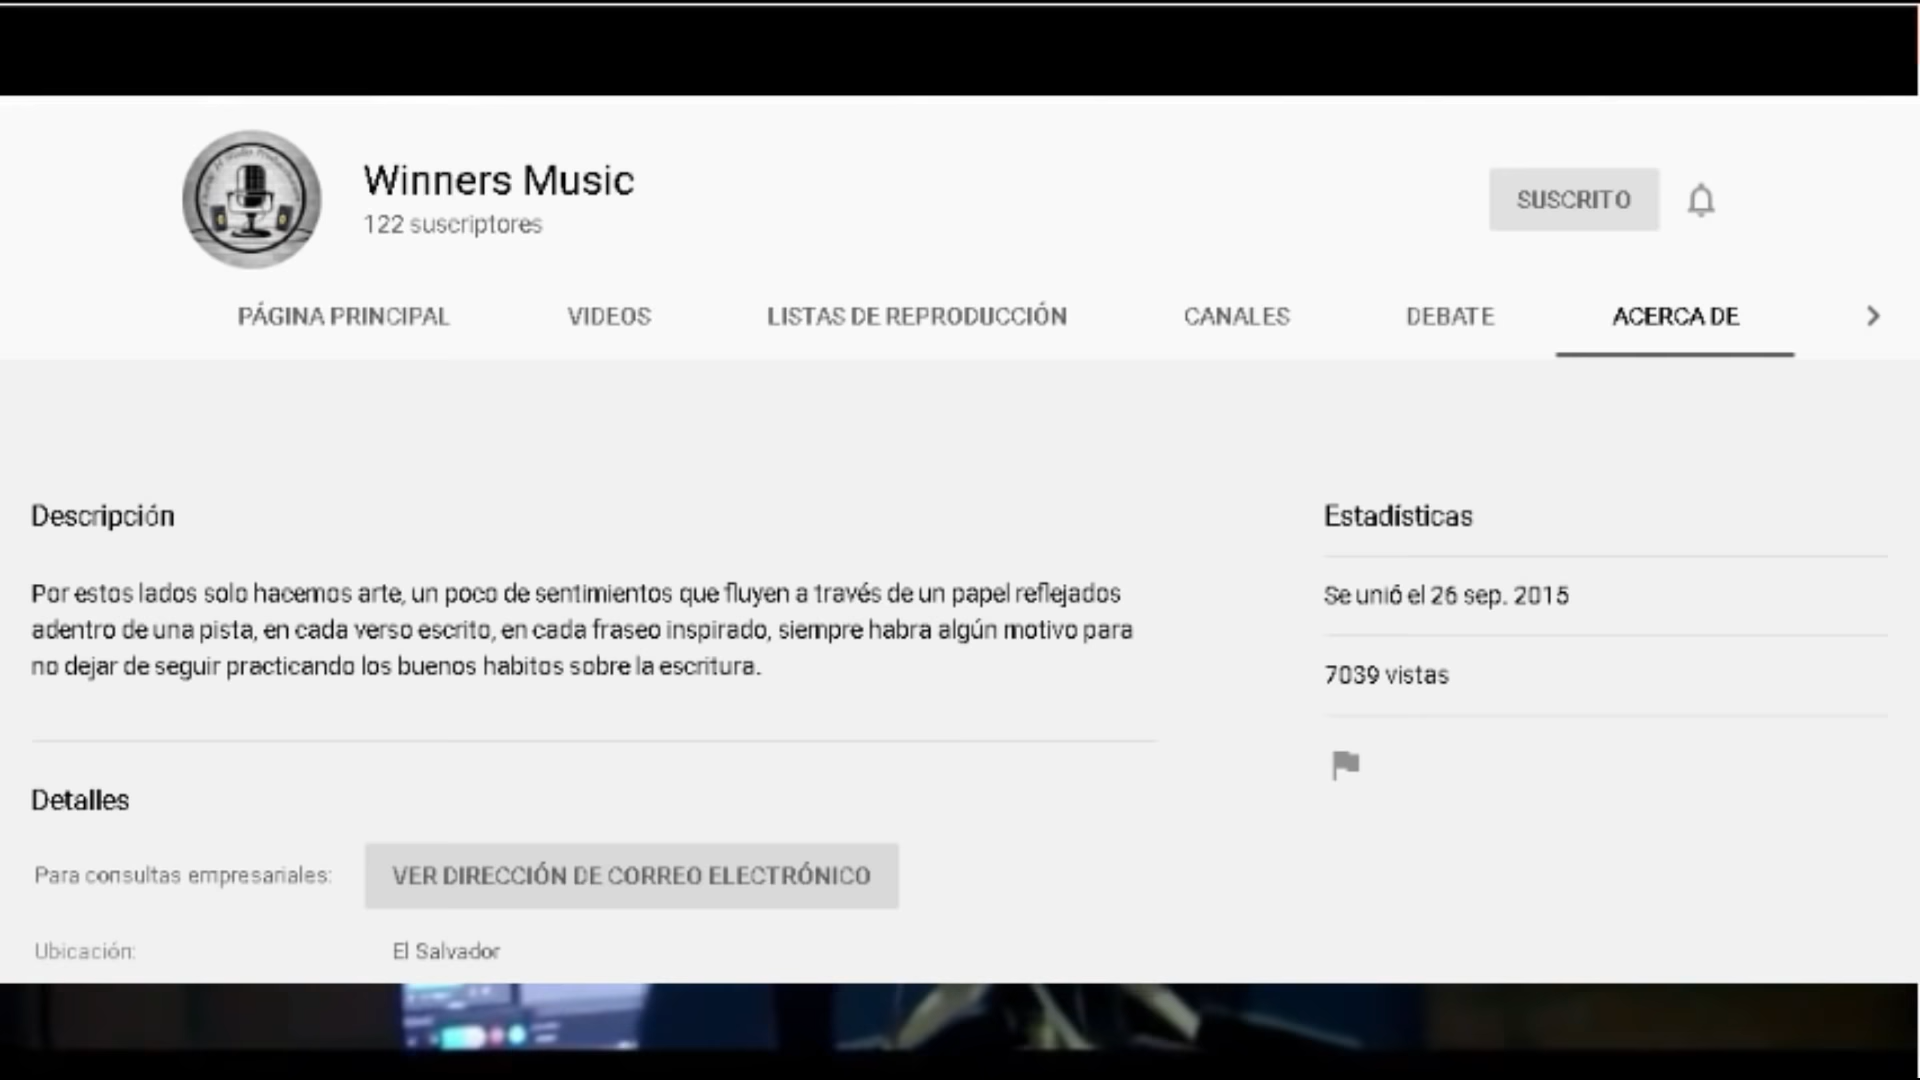 Winners Music
122 suscriptores
SUSCRITO
PÁGINA PRINCIPAL
VIDEOS
LISTAS DE REPRODUCCIÓN
CANALES
DEBATE
ACERCA DE
Descripción
Por estos lados solo hacemos arte, un poco de sentimientos que fluyen a través de un papel reflejados
adentro de una pista, en cada verso escrito, en cada fraseo inspirado, siempre habra algún motivo para
no dejar de seguir practicando los buenos habitos sobre la escritura.
Detalles
Para consultas empresariales:
VER DIRECCIÓN DE CORREO ELECTRÓNICO
Ubicación:
El Salvador
Estadísticas
Se unió el 26 sep. 2015
7039 vistas